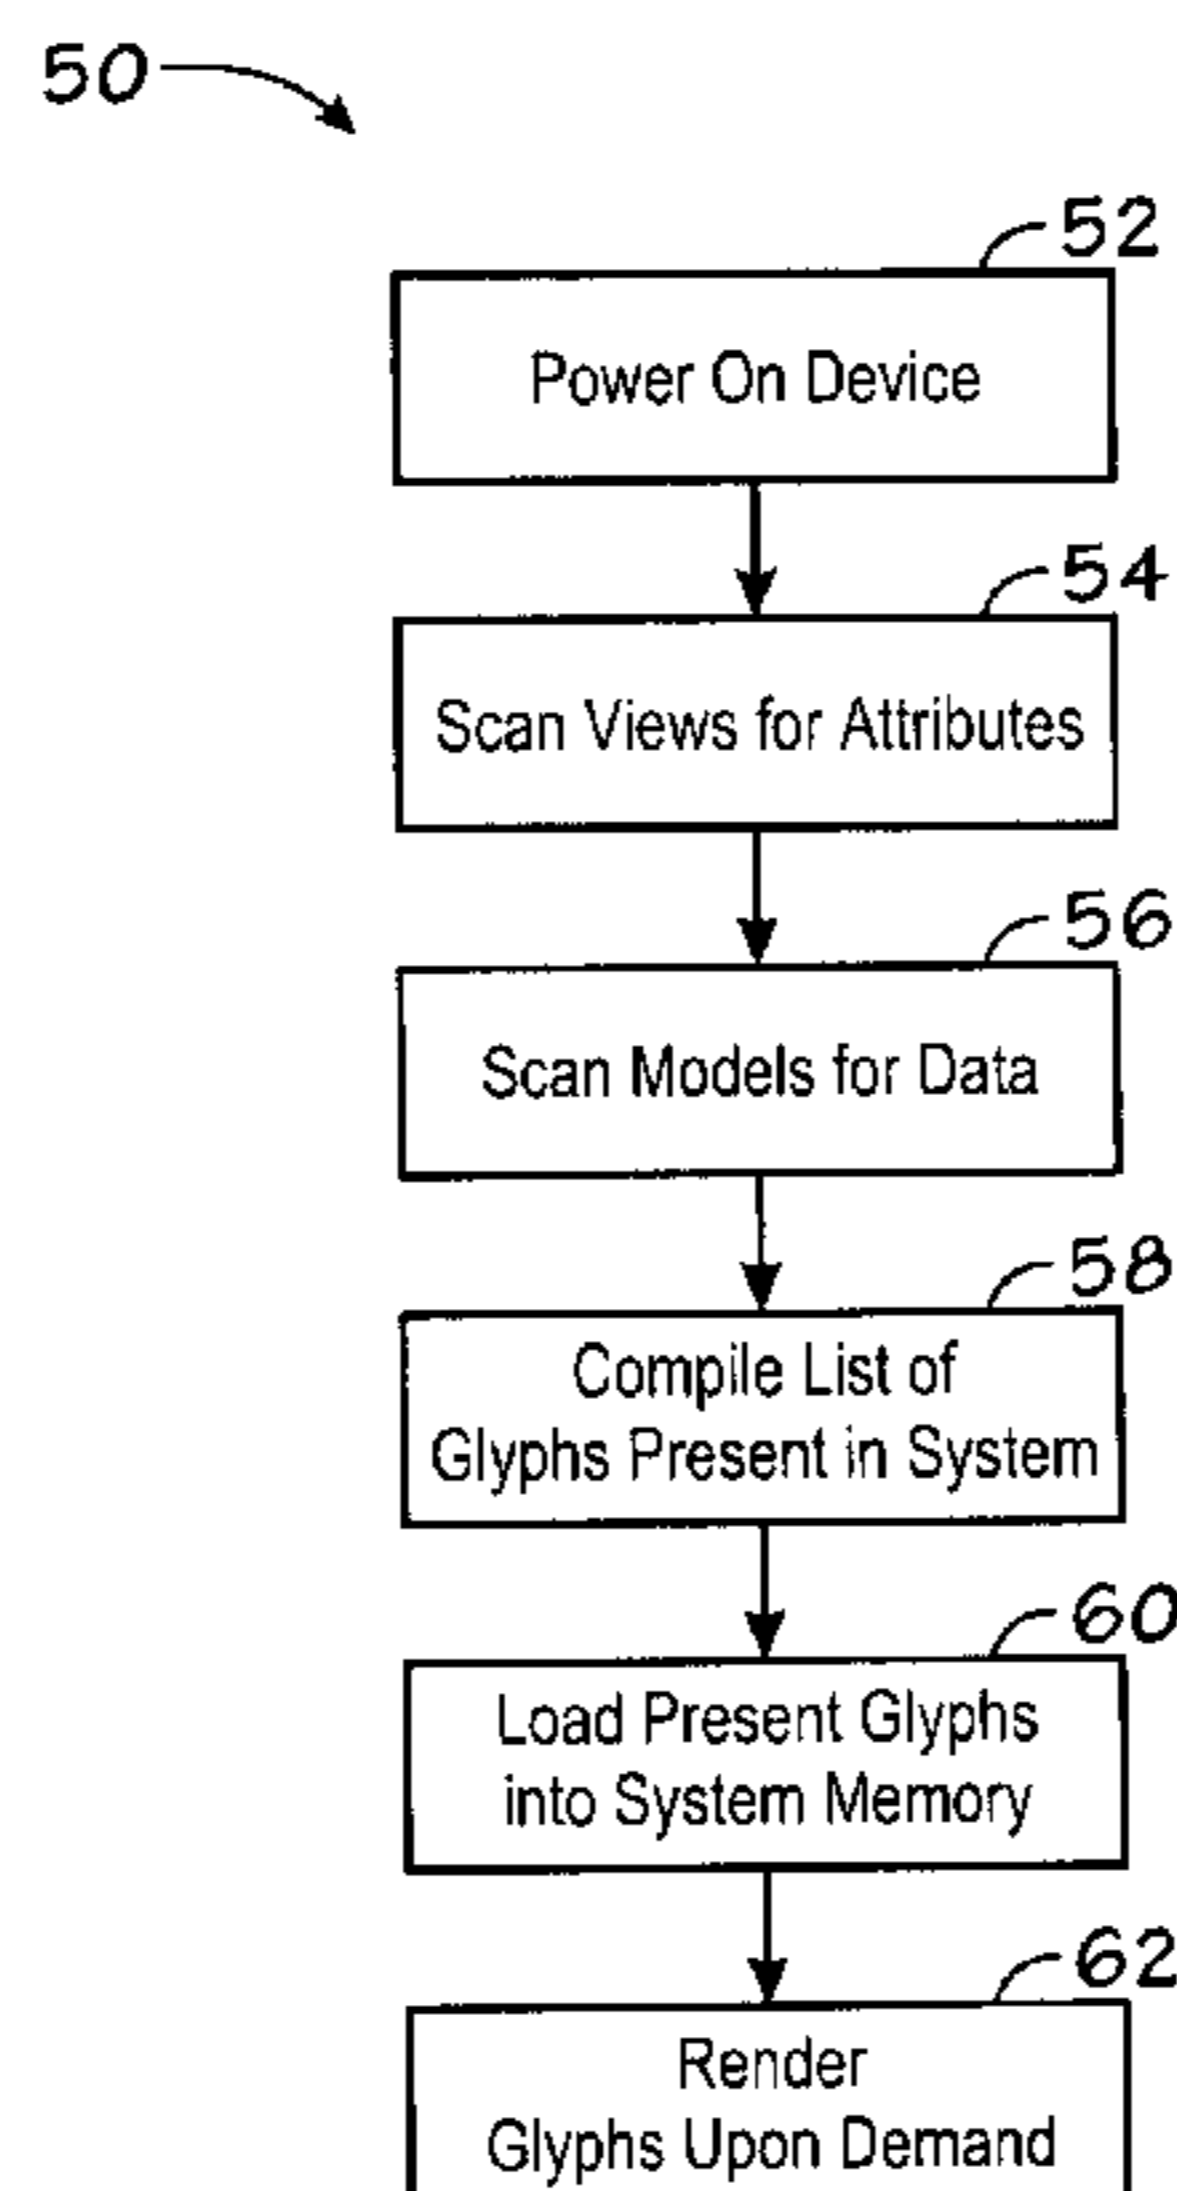 50
52
Power On Device
54
Scan Views for Attributes
56
Scan Models for Data
58
Compile List of
Glyphs Present in System
60
Load Present Glyphs
into System Memory
62
Render
Glyphs Upon Demand